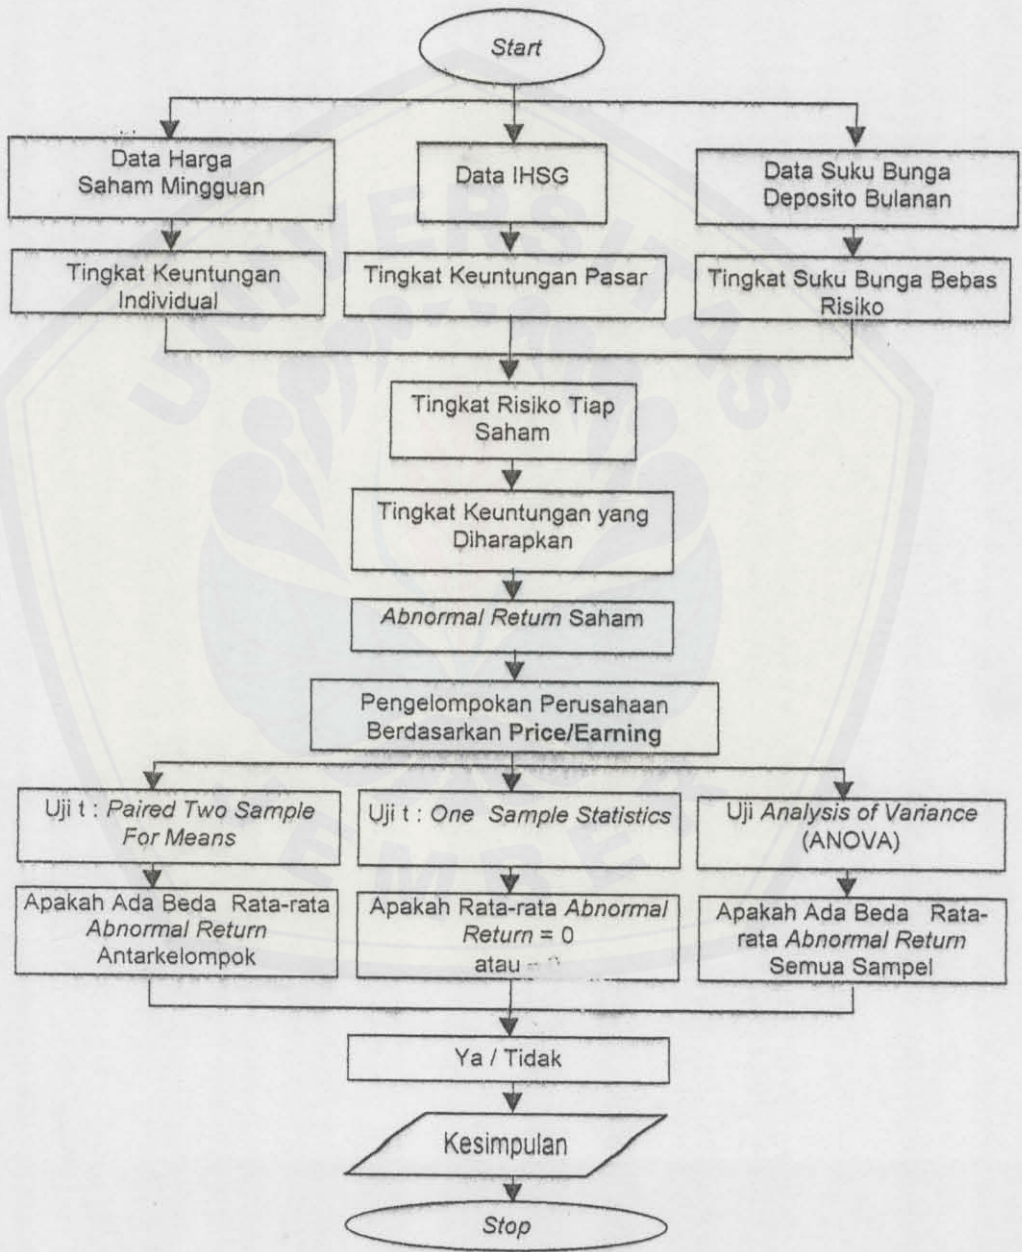 Start
Data Harga
Saham Mingguan
Data IHSG
Data Suku Bunga
Deposito Bulanan
Tingkat Keuntungan
Individual
Tingkat Keuntungan Pasar
Tingkat Suku Bunga Bebas
Risiko
Tingkat Risiko Tiap
Saham
Tingkat Keuntungan yang
Diharapkan
Abnormal Return Saham
Pengelompokan Perusahaan
Berdasarkan Price/Earning
Uji t : Paired Two Sample
For Means
Uji t : One Sample Statistics
Uji Analysis of Variance
(ANOVA)
Apakah Ada Beda Rata-rata
Abnormal Return
Antarkelompok
Apakah Rata-rata Abnormal
Return = 0
atau
Apakah Ada Beda Rata-
rata Abnormal Return
Semua Sampel
Ya / Tidak
Kesimpulan
Stop
UNIVERSITAS